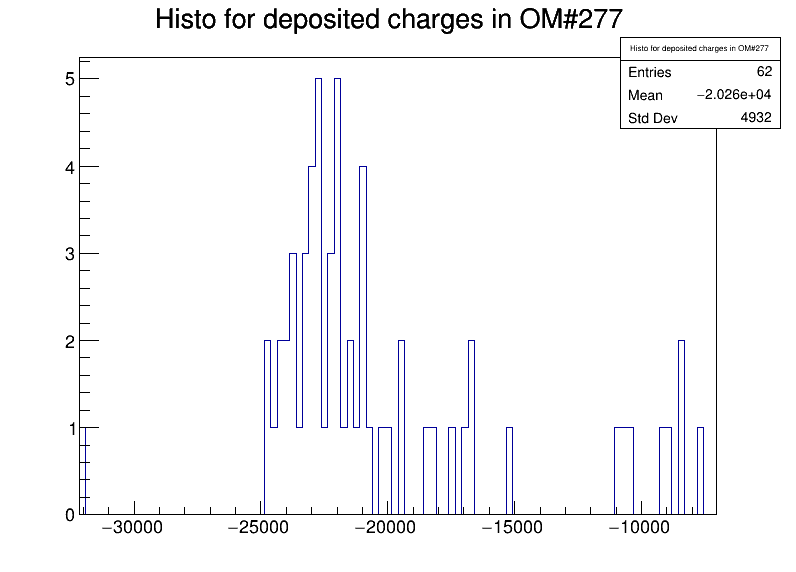 Histo for deposited charges in OM#277
Histo for deposited charges in OM#277
Entries 62
Mean −2.026e+04
Std Dev 4932
5
4
3
2
1
0
−30000 −25000 −20000 −15000 −10000